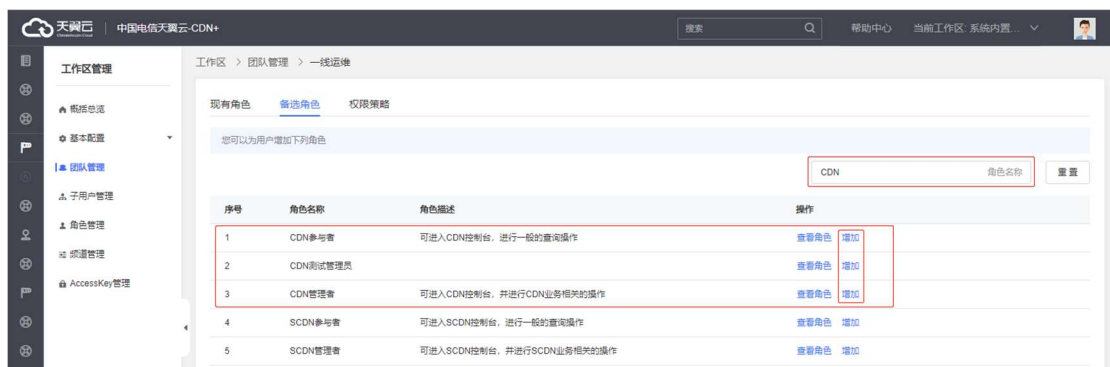 天翼云 中国电信天翼云-CDN+ 搜索 帮助中心 当前工作区: 系统内置...
工作区管理
工作区 > 团队管理 > 一线运维
概括总览
基本配置
团队管理
子用户管理
角色管理
频道管理
AccessKey管理
现有角色 备选角色 权限策略
您可以为用户增加下列角色
CDN 角色名称 重置
序号 角色名称 角色描述 操作
1 CDN参与者 可进入CDN控制台，进行一般的查询操作 查看角色 增加
2 CDN测试管理员 查看角色 增加
3 CDN管理者 可进入CDN控制台，并进行CDN业务相关的操作 查看角色 增加
4 SCDN参与者 可进入SCDN控制台，进行一般的查询操作 查看角色 增加
5 SCDN管理者 可进入SCDN控制台，并进行SCDN业务相关的操作 查看角色 增加